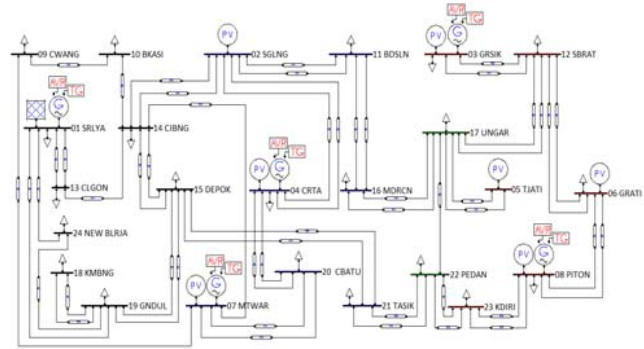 PV
AVR
TG
G
PV
09 CWANG
10 BKASI
02 SGLNG
11 BDSLN
03 GRSIK
12 SBRAT
AVR
TG
G
01 SRLYA
14 CIBNG
17 UNGAR
AVR
TG
PV
G
PV
PV
13 CLGON
15 DEPOK
04 CRTA
16 MDRCN
05 TJATI
06 GRATI
24 NEW BLRJA
AVR
TG
18 KMBNG
AVR
TG
PV
G
20 CBATU
22 PEDAN
PV
G
08 PITON
19 GNDUL
07 MTWAR
21 TASIK
23 KDIRI